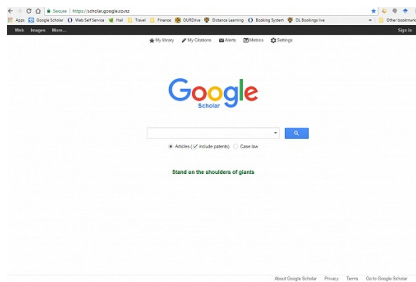 Secure https://scholar.google.co.nz
Apps Google Scholar Web Self Service Mail Travel Finance OURDrive Distance Learning Booking System DL Bookings live Other bookmark
Web Images More... Sign in
My library My Citations Alerts Metrics Settings
Google
Scholar
Articles ( include patents) Case law
Stand on the shoulders of giants
About Google Scholar Privacy Terms Go to Google Scholar